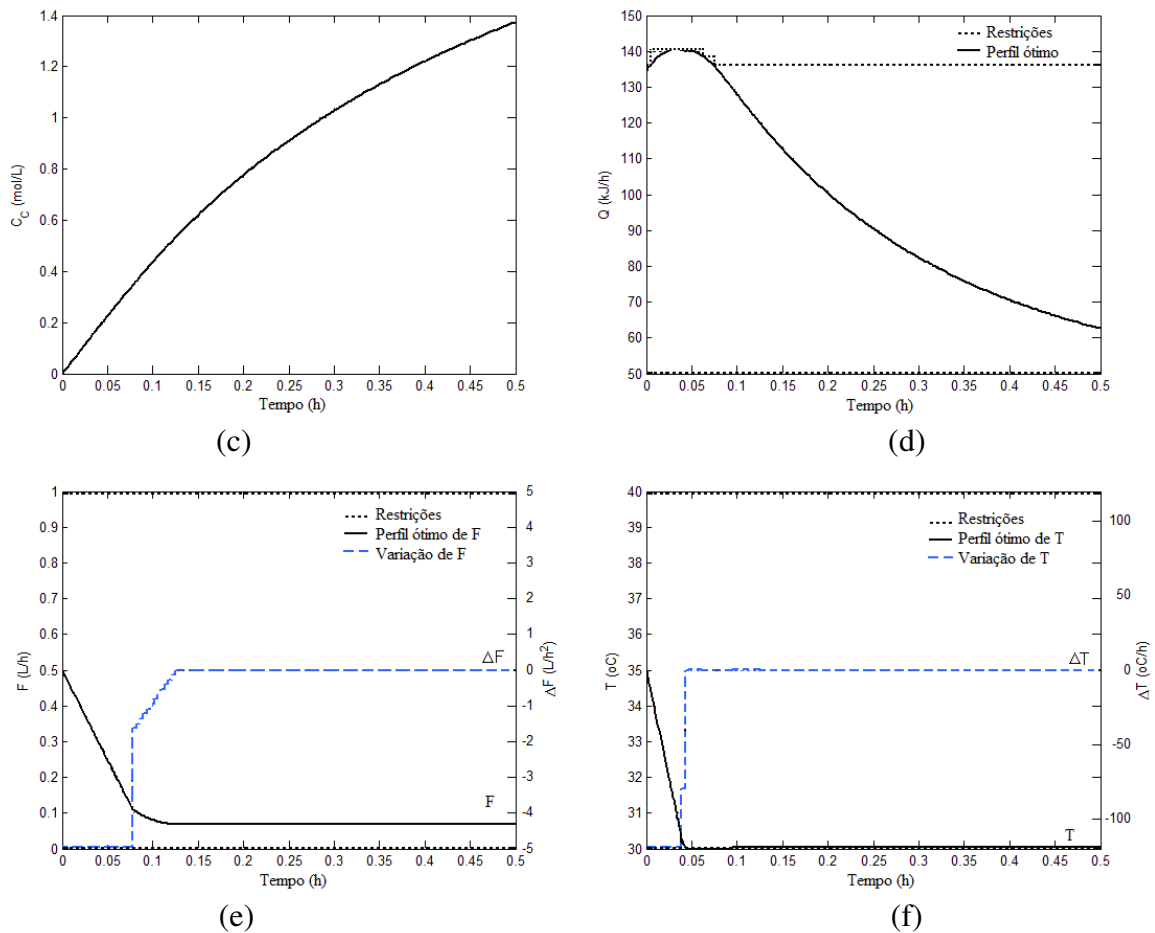 1.4
1.2
1
0.8
0.6
0.4
0.2
0
C_C (mol/L)
0 0.05 0.1 0.15 0.2 0.25 0.3 0.35 0.4 0.45 0.5
Tempo (h)
(c)
150
140
130
120
110
100
90
80
70
60
50
Q (kJ/h)
Restrições
Perfil ótimo
0 0.05 0.1 0.15 0.2 0.25 0.3 0.35 0.4 0.45 0.5
Tempo (h)
(d)
1
0.9
0.8
0.7
0.6
0.5
0.4
0.3
0.2
0.1
0
F (L/h)
Restrições
Perfil ótimo de F
Variação de F
ΔF
F
5
4
3
2
1
0
-1
-2
-3
-4
-5
ΔF (L/h²)
0 0.05 0.1 0.15 0.2 0.25 0.3 0.35 0.4 0.45 0.5
Tempo (h)
(e)
40
39
38
37
36
35
34
33
32
31
30
T (oC)
Restrições
Perfil ótimo de T
Variação de T
ΔT
T
100
50
0
-50
-100
ΔT (oC/h)
0 0.05 0.1 0.15 0.2 0.25 0.3 0.35 0.4 0.45 0.5
Tempo (h)
(f)